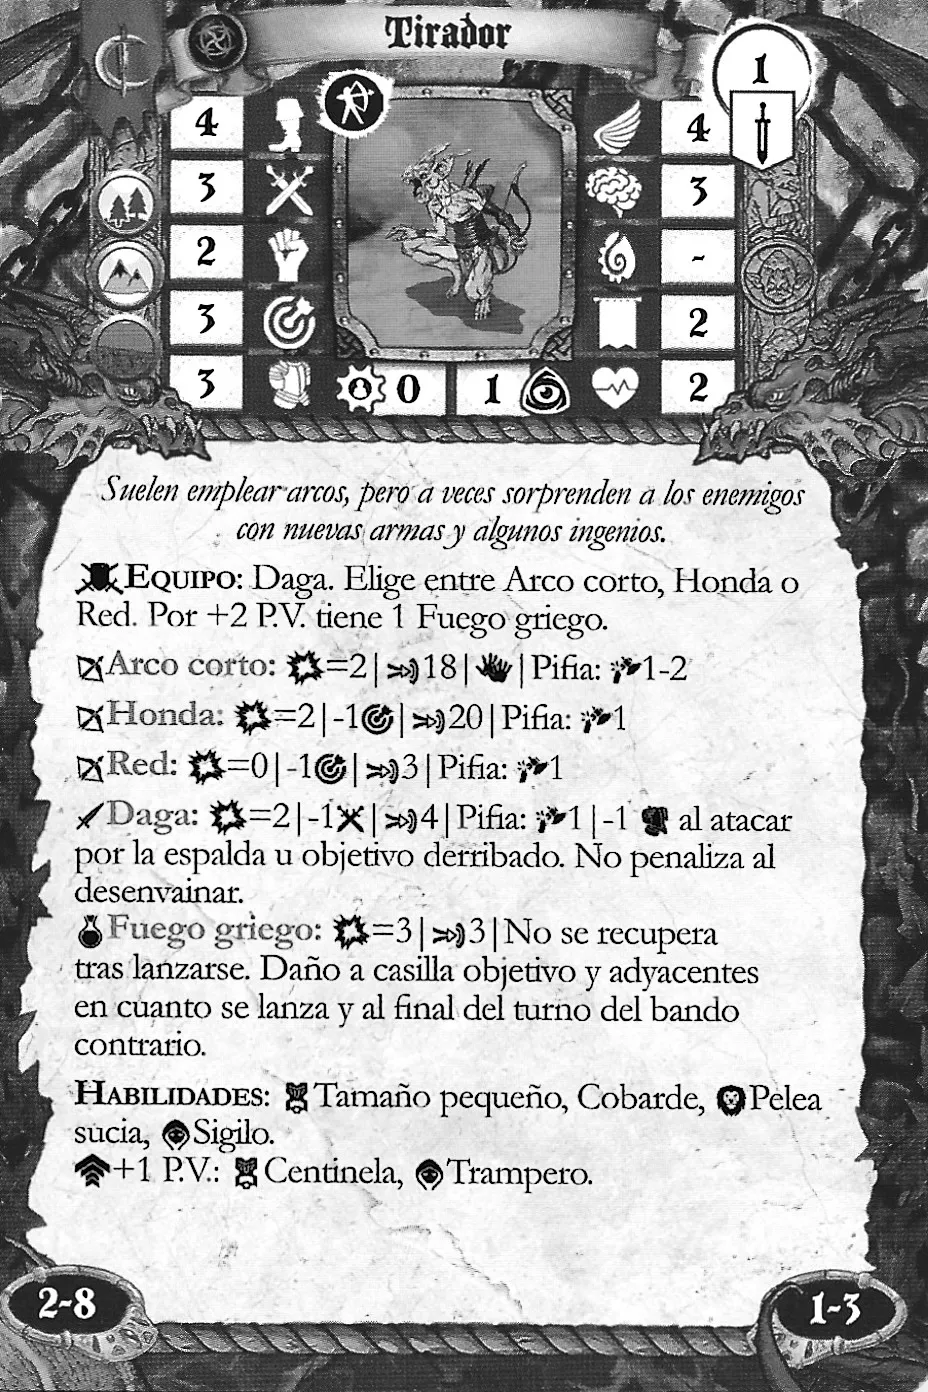 Tirador
1
4
4
3
3
2
-
3
2
3
0
1
2
Suelen emplear arcos, pero a veces sorprenden a los enemigos
con nuevas armas y algunos ingenios.
EQUIPO: Daga. Elige entre Arco corto, Honda o
Red. Por +2 P.V. tiene 1 Fuego griego.
Arco corto: =2| 18| | Pifia: 1-2
Honda: =2| -1 | 20| Pifia: 1
Red: =0| -1 | 3| Pifia: 1
Daga: =2| -1 | 4| Pifia: 1 | -1 al atacar
por la espalda u objetivo derribado. No penaliza al
desenvainar.
Fuego griego: =3| 3| No se recupera
tras lanzarse. Daño a casilla objetivo y adyacentes
en cuanto se lanza y al final del turno del bando
contrario.
HABILIDADES: Tamaño pequeño, Cobarde, Pelea
sucia, Sigilo.
+1 P.V.: Centinela, Trampero.
2-8
1-3